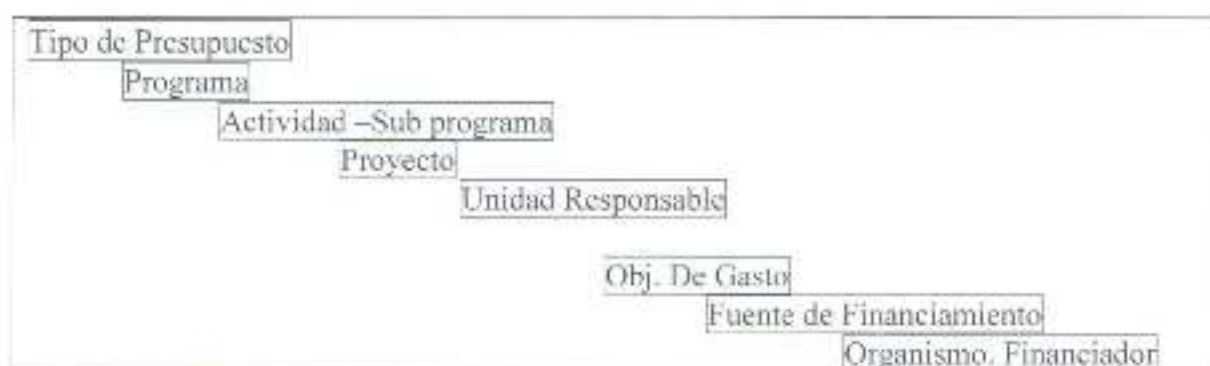 Tipo de Presupuesto
Programa
Actividad –Sub programa
Proyecto
Unidad Responsable
Obj. De Gasto
Fuente de Financiamiento
Organismo. Financiador